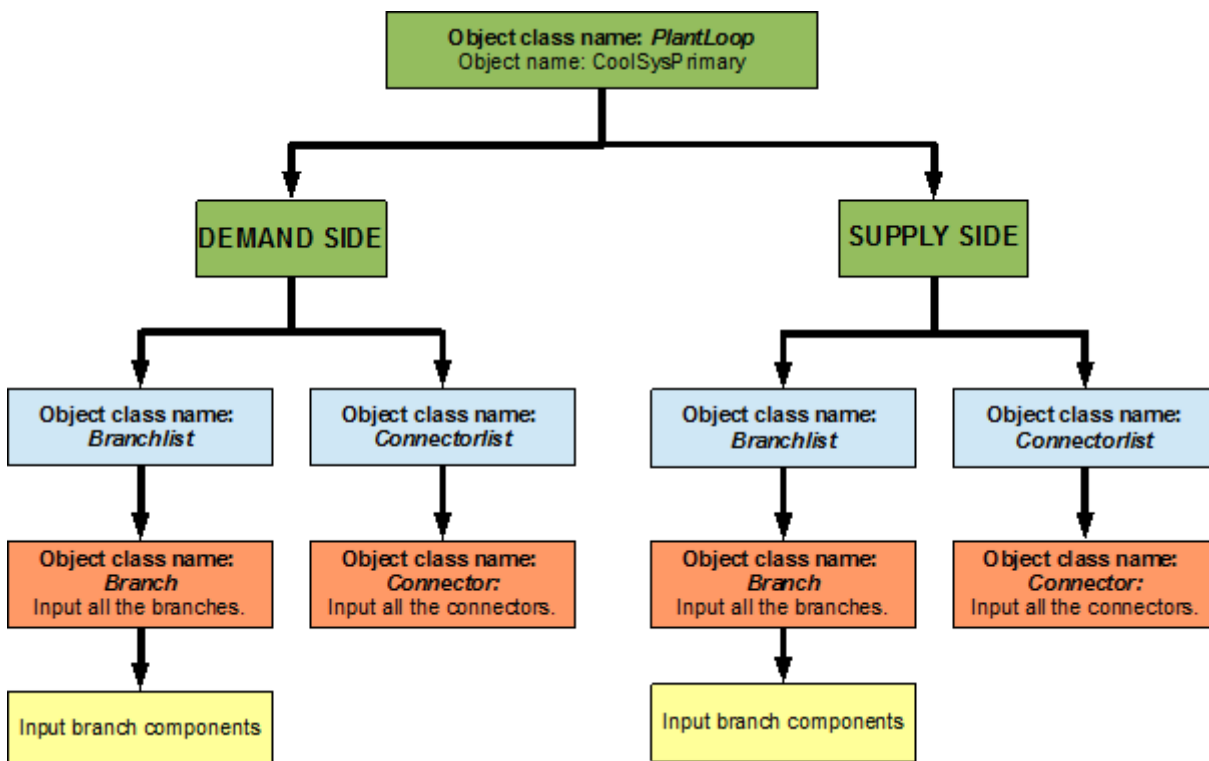 Object class name: PlantLoop
Object name: CoolSysPrimary
DEMAND SIDE
SUPPLY SIDE
Object class name:
Branchlist
Object class name:
Connectorlist
Object class name:
Branchlist
Object class name:
Connectorlist
Object class name:
Branch
Input all the branches.
Object class name:
Connector:
Input all the connectors.
Object class name:
Branch
Input all the branches.
Object class name:
Connector:
Input all the connectors.
Input branch components
Input branch components